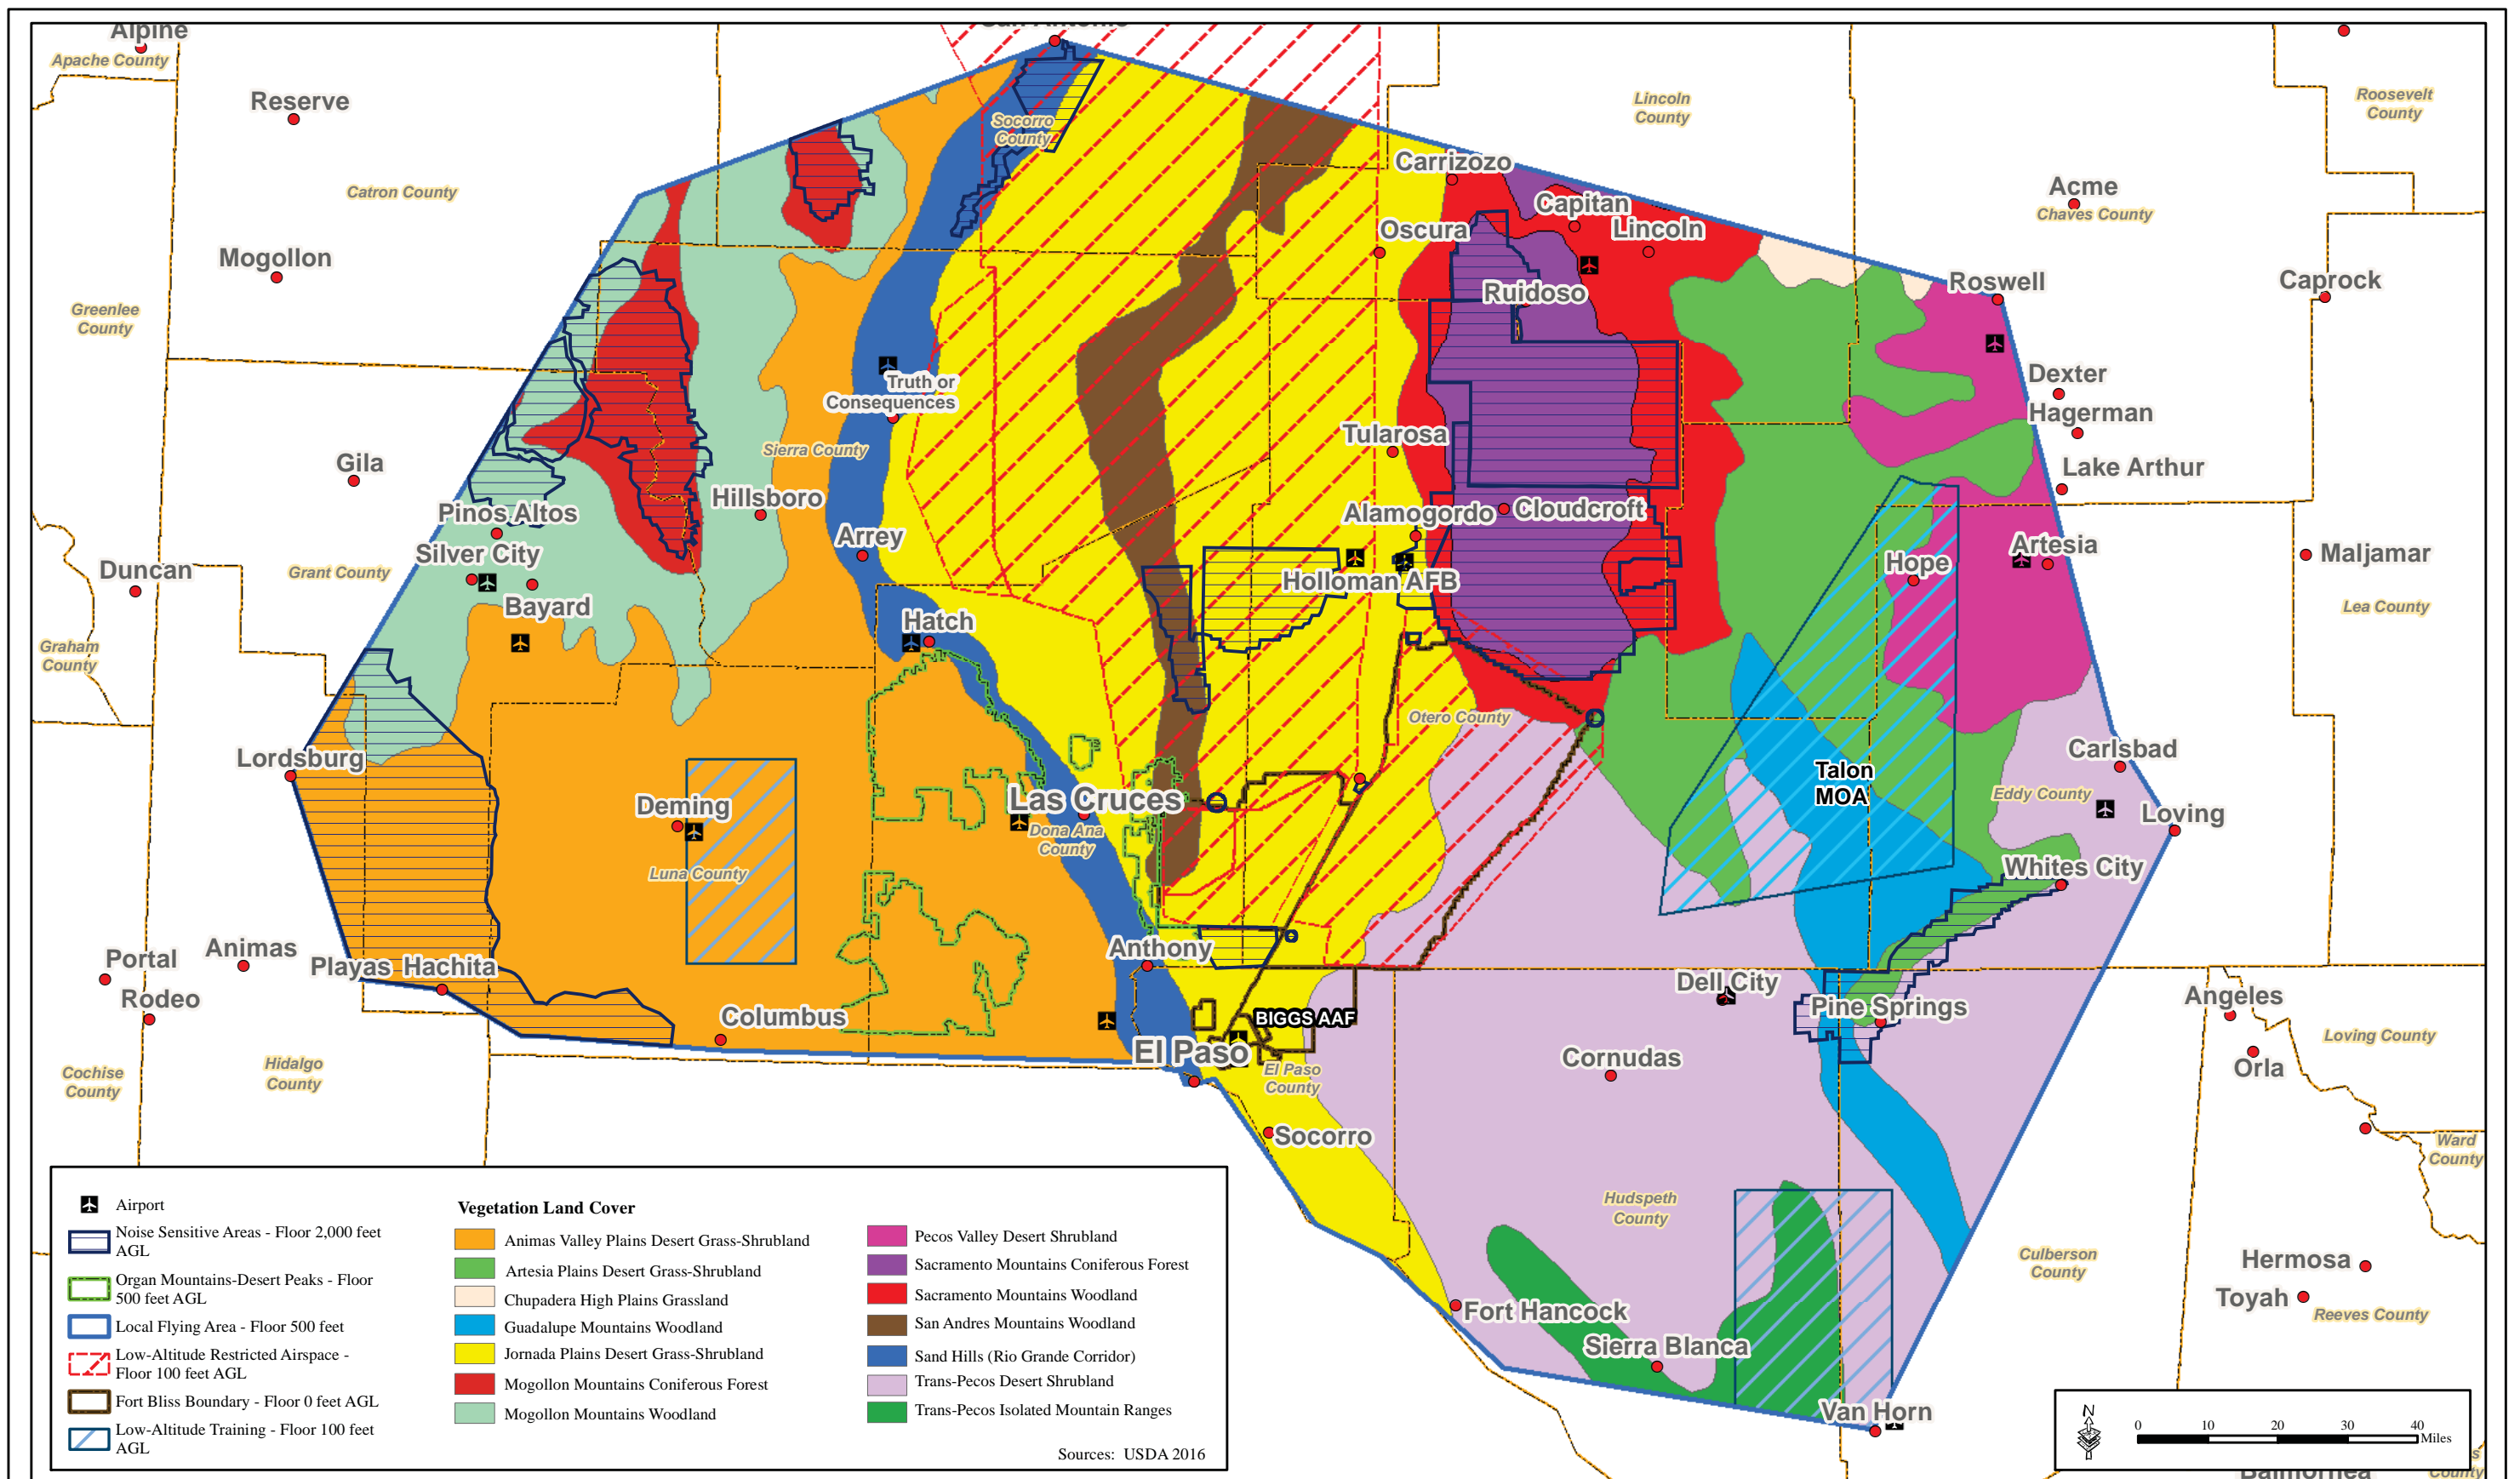 Alpine
San Antonio
Apache County
Reserve
Lincoln
County
Roosevelt
County
Socorro
County
Catron County
Carrizozo
Acme
Chaves County
Capitan
Lincoln
Oscura
Mogollon
Roswell
Caprock
Ruidoso
Greenlee
County
Truth or
Consequences
Dexter
Hagerman
Tularosa
Sierra County
Gila
Lake Arthur
Hillsboro
Pinos Altos
Alamogordo
Cloudcroft
Arrey
Silver City
Artesia
Maljamar
Hope
Duncan
Grant County
Holloman AFB
Bayard
Lea County
Hatch
Graham
County
Otero County
Lordsburg
Carlsbad
Talon
MOA
Eddy County
Deming
Las Cruces
Loving
Dona Ana
County
Luna County
Whites City
Anthony
Animas
Portal
Playas
Hachita
Dell City
Rodeo
Angeles
Pine Springs
Columbus
BIGGS AAF
Loving County
El Paso
Cornudas
Orla
Hidalgo
County
Cochise
County
El Paso
County
Socorro
Ward
County
Hudspeth
County
Culberson
County
Hermosa
Toyah
Reeves County
Fort Hancock
Sierra Blanca
Van Horn
Airport
Noise Sensitive Areas - Floor 2,000 feet
AGL
Organ Mountains-Desert Peaks - Floor
500 feet AGL
Local Flying Area - Floor 500 feet
Low-Altitude Restricted Airspace -
Floor 100 feet AGL
Fort Bliss Boundary - Floor 0 feet AGL
Low-Altitude Training - Floor 100 feet
AGL
Vegetation Land Cover
Animas Valley Plains Desert Grass-Shrubland
Artesia Plains Desert Grass-Shrubland
Chupadera High Plains Grassland
Guadalupe Mountains Woodland
Jornada Plains Desert Grass-Shrubland
Mogollon Mountains Coniferous Forest
Mogollon Mountains Woodland
Pecos Valley Desert Shrubland
Sacramento Mountains Coniferous Forest
Sacramento Mountains Woodland
San Andres Mountains Woodland
Sand Hills (Rio Grande Corridor)
Trans-Pecos Desert Shrubland
Trans-Pecos Isolated Mountain Ranges
Sources: USDA 2016
N
0 10 20 30 40
Miles
Balmorhea
County